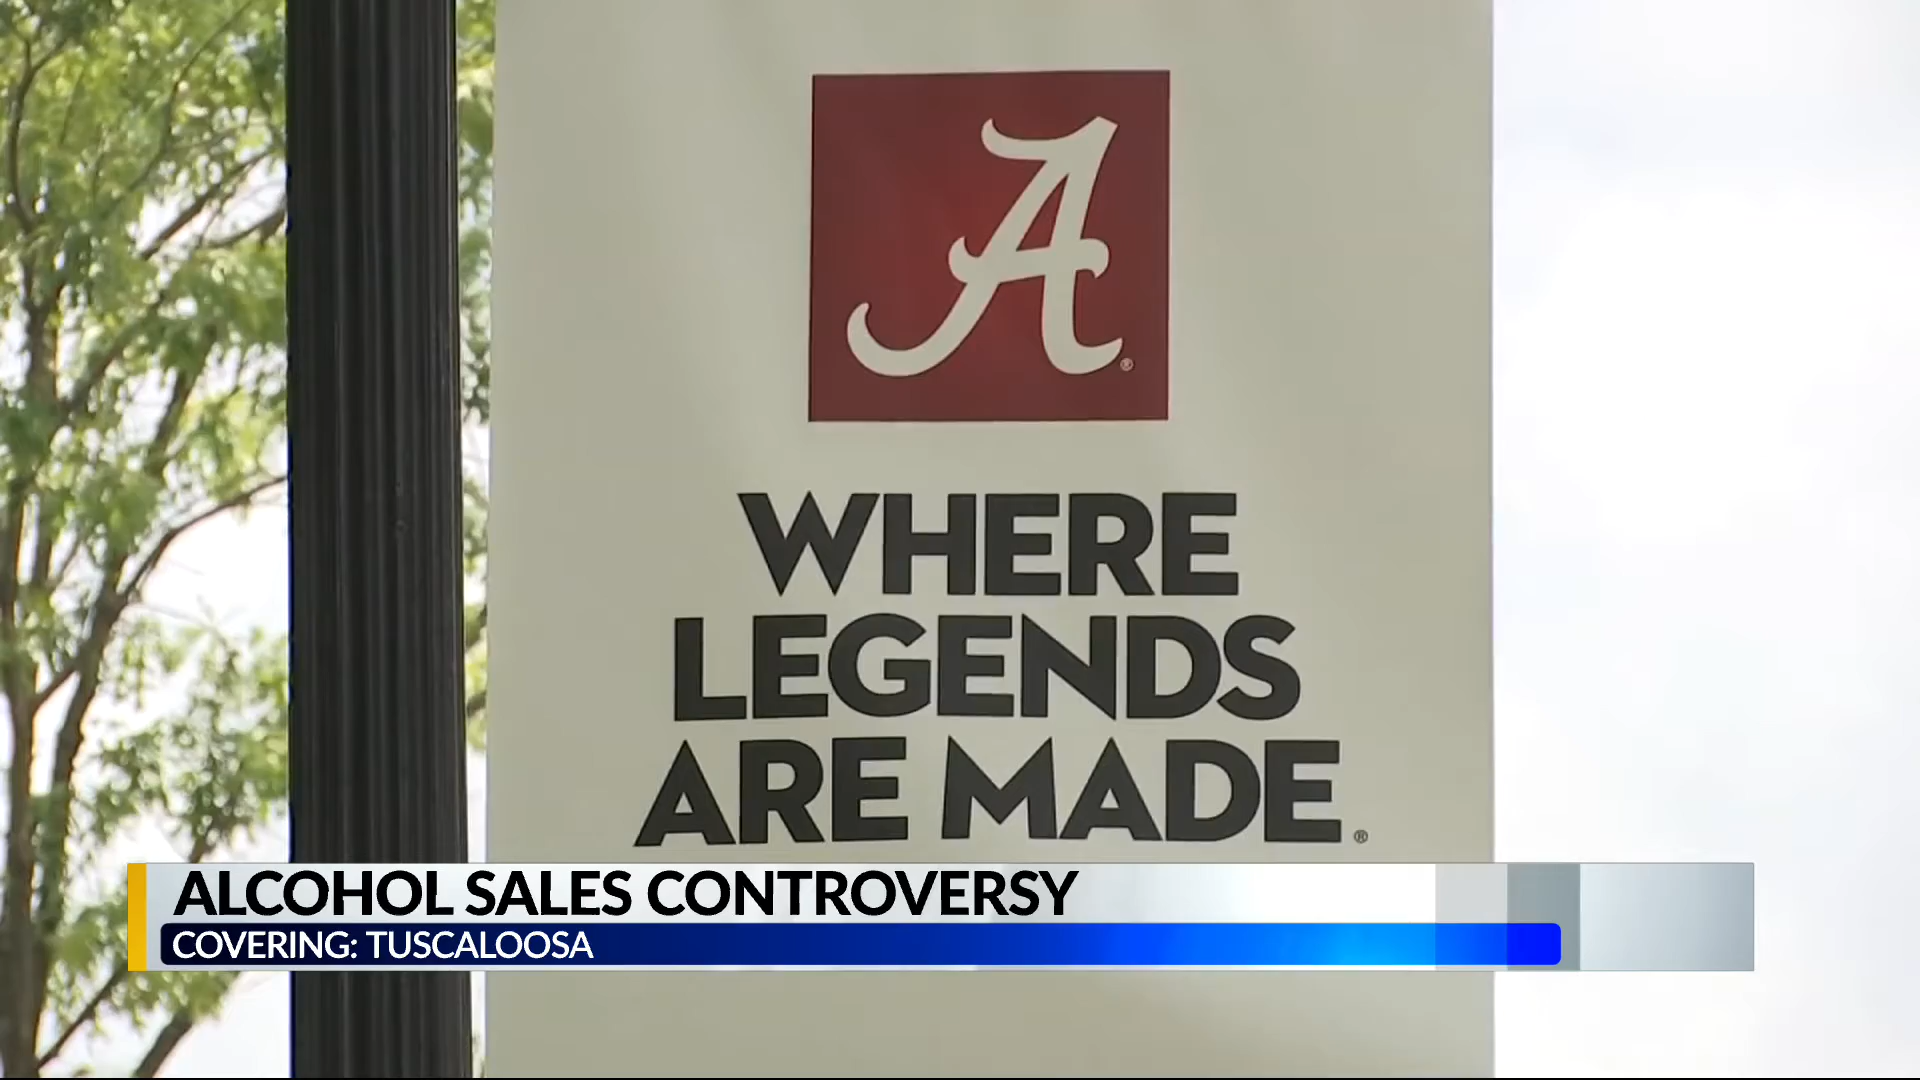 A®
WHERE
LEGENDS
ARE MADE®
ALCOHOL SALES CONTROVERSY
COVERING: TUSCALOOSA